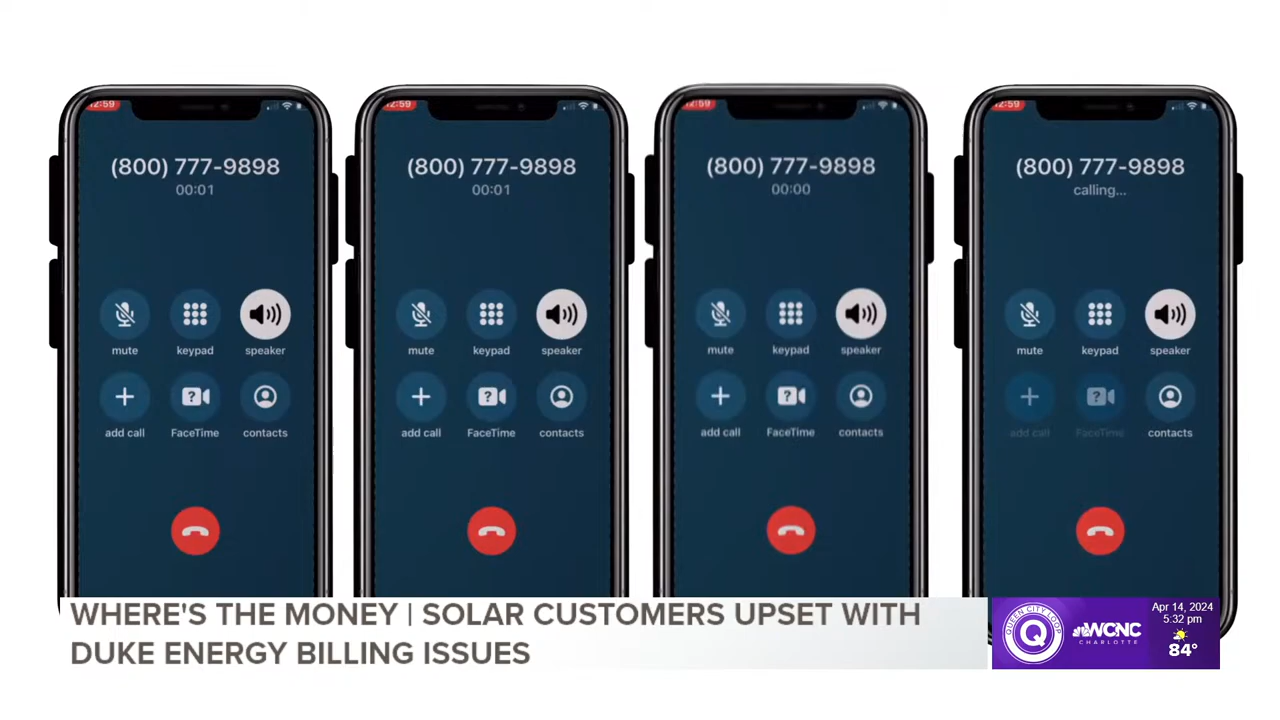 12:59
12:59
12:59
12:59
(800) 777-9898
00:01
(800) 777-9898
00:01
(800) 777-9898
00:00
(800) 777-9898
calling...
mute keypad speaker
mute keypad speaker
mute keypad speaker
mute keypad speaker
add call FaceTime contacts
add call FaceTime contacts
add call FaceTime contacts
add call FaceTime contacts
WHERE'S THE MONEY | SOLAR CUSTOMERS UPSET WITH
DUKE ENERGY BILLING ISSUES
QUEEN CITY LOOP
Q
WCNC
CHARLOTTE
Apr 14, 2024
5:32 pm
84°